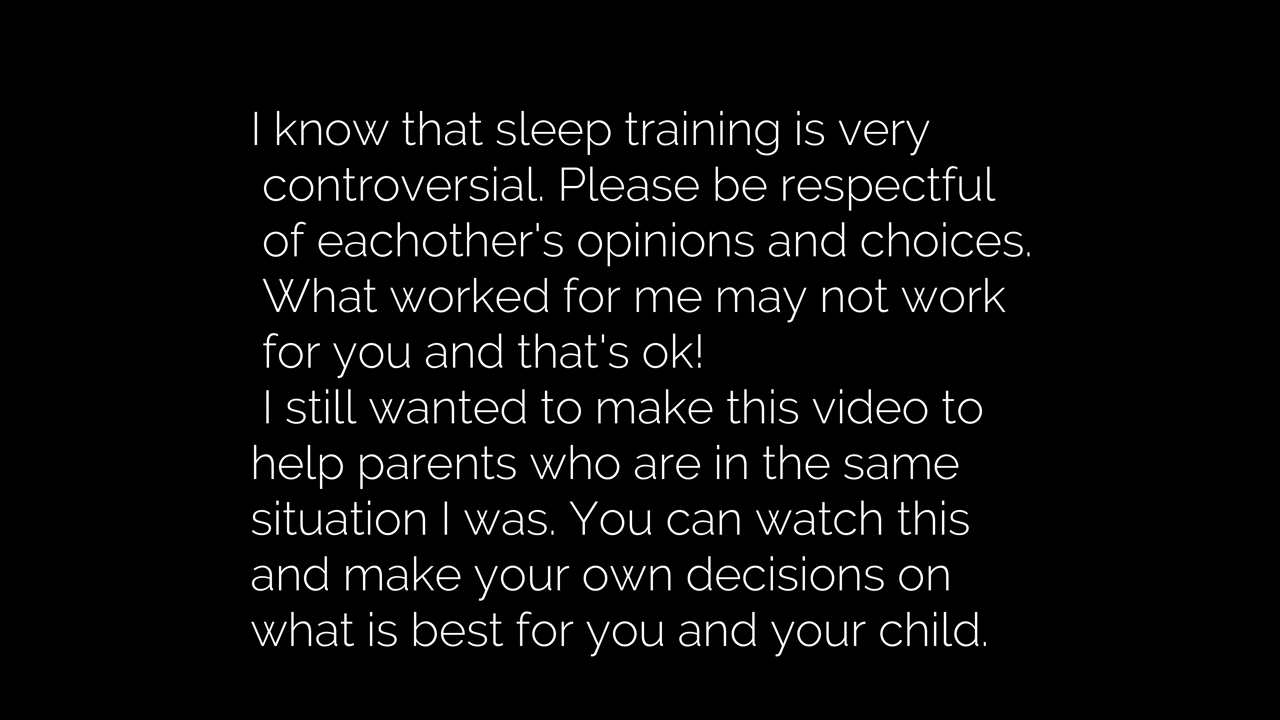 I know that sleep training is very
controversial. Please be respectful
of eachother's opinions and choices.
What worked for me may not work
for you and that's ok!
I still wanted to make this video to
help parents who are in the same
situation I was. You can watch this
and make your own decisions on
what is best for you and your child.